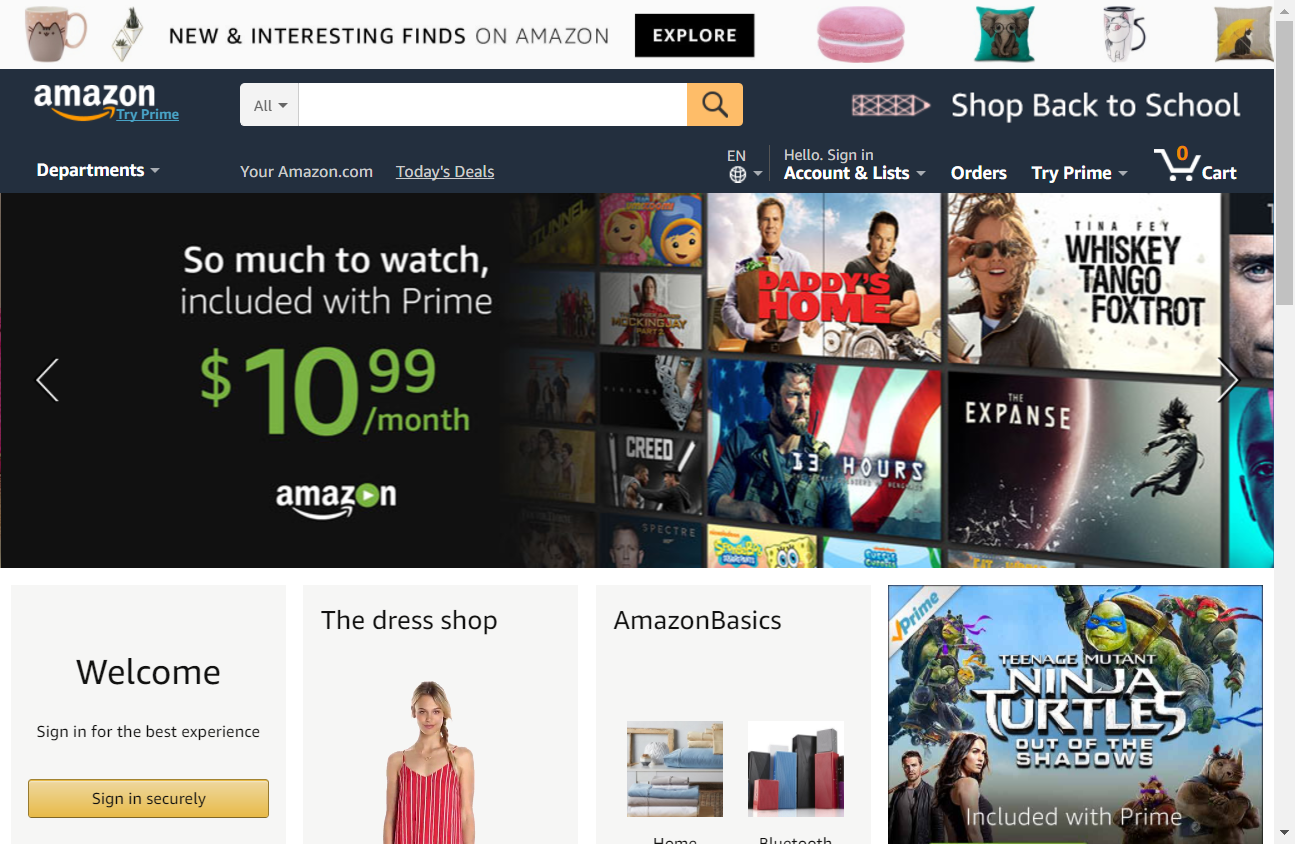 NEW & INTERESTING FINDS ON AMAZON
EXPLORE
amazon
Try Prime
All
Shop Back to School
Departments
Your Amazon.com
Today's Deals
EN
Hello. Sign in
Account & Lists
Orders
Try Prime
0
Cart
So much to watch,
included with Prime
$10.99
/month
amazon
TUNNEL
MOCKINGJAY
PART 2
VIKINGS
CREED
SPECTRE
DADDY'S
HOME
TINA FEY
WHISKEY
TANGO
FOXTROT
13 HOURS
THE
EXPANSE
Welcome
Sign in for the best experience
Sign in securely
The dress shop
AmazonBasics
Home
Bluetooth
Prime
TEENAGE MUTANT
NINJA
TURTLES
OUT OF THE
SHADOWS
Included with Prime